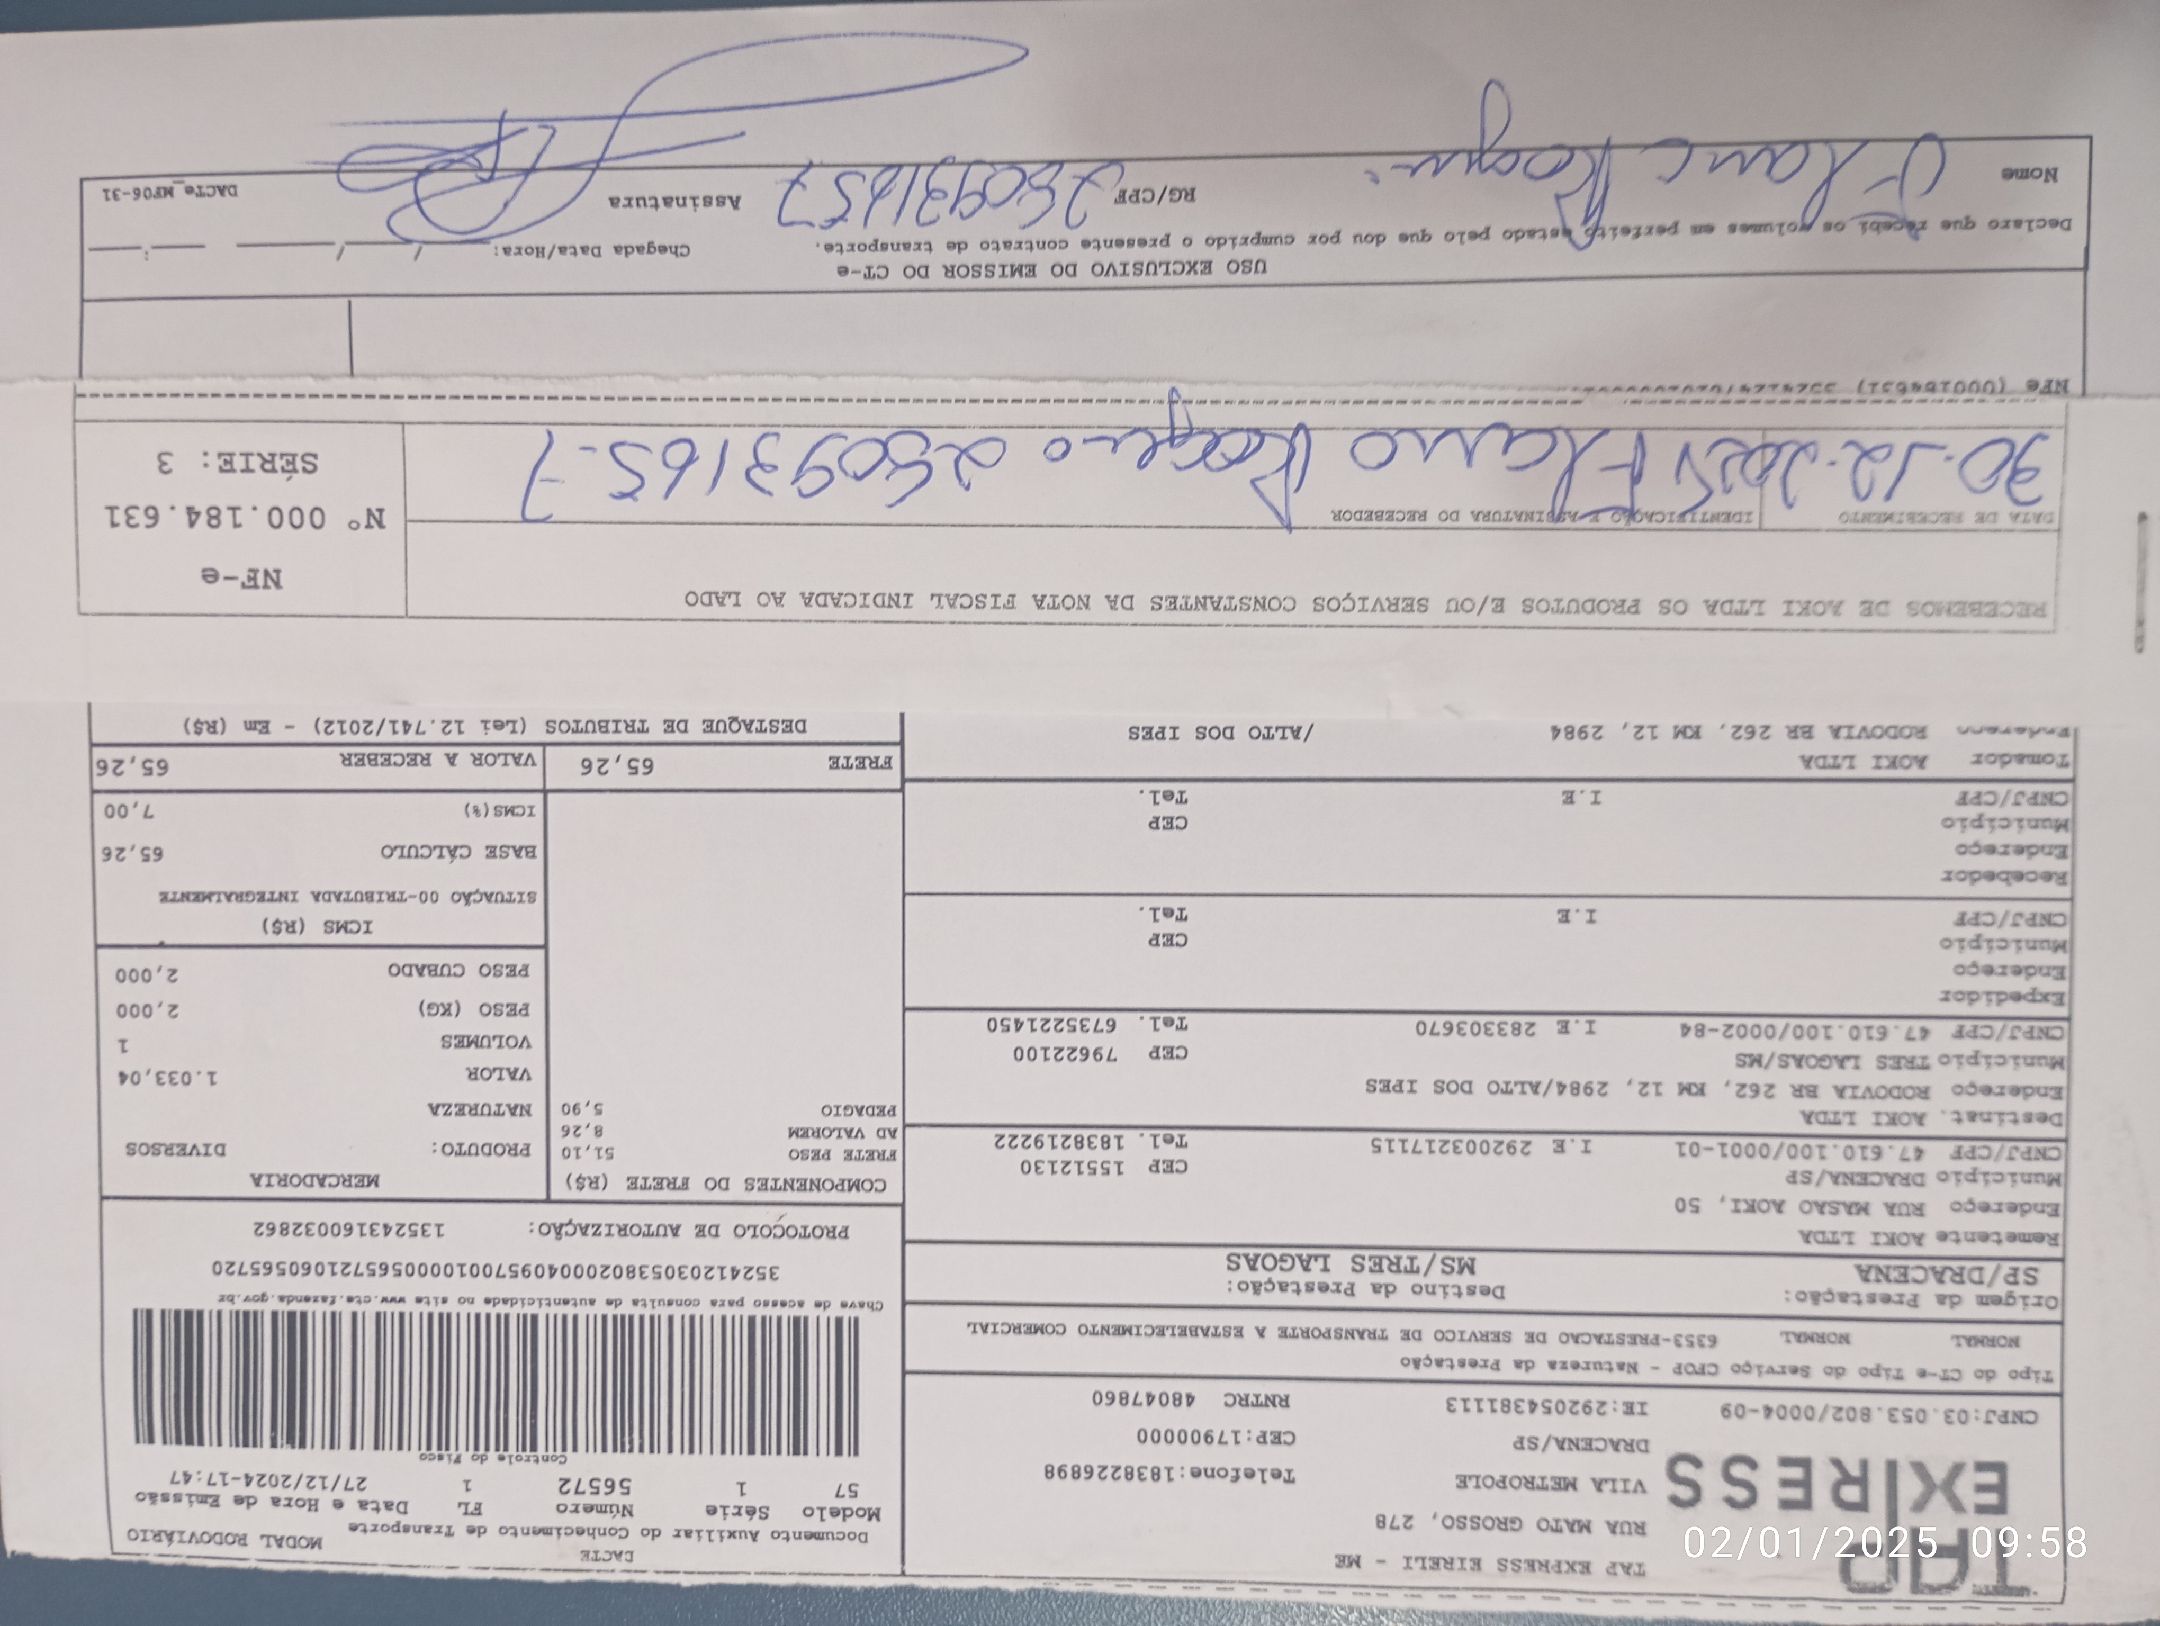 TAP
EXPRESS
TAP EXPRESS EIRELI - ME
RUA MATO GROSSO, 278
VILA METROPOLE
Telefone:1838226898
DRACENA/SP
CEP:17900000
CNPJ:03.053.802/0004-09
IE:292054381113
RNTRC 48047860
DACTE
Documento Auxiliar do Conhecimento de Transporte
MODAL RODOVIÁRIO
Modelo Série Número FL Data e Hora de Emissão
57 1 56572 1 27/12/2024-17:47
Controle do Fisco
Chave de acesso para consulta de autenticidade no site www.cte.fazenda.gov.br
35241203053802000409570010000565721060565720
PROTOCOLO DE AUTORIZAÇÃO: 135243160032862
Tipo do CT-e Tipo do Serviço CFOP - Natureza da Prestação
NORMAL NORMAL 6353-PRESTACAO DE SERVICO DE TRANSPORTE A ESTABELECIMENTO COMERCIAL
Origem da Prestação: Destino da Prestação:
SP/DRACENA MS/TRES LAGOAS
Remetente AOKI LTDA
Endereço RUA MASAO AOKI, 50
Município DRACENA/SP CEP 15512130
CNPJ/CPF 47.610.100/0001-01 I.E 292003217115 Tel. 1838219222
Destinat. AOKI LTDA
Endereço RODOVIA BR 262, KM 12, 2984/ALTO DOS IPES
Município TRES LAGOAS/MS CEP 79622100
CNPJ/CPF 47.610.100/0002-84 I.E 283303670 Tel. 6735221450
Expedidor
Endereço
Município CEP
CNPJ/CPF I.E Tel.
Recebedor
Endereço
Município CEP
CNPJ/CPF I.E Tel.
Tomador AOKI LTDA
Endereço RODOVIA BR 262, KM 12, 2984 /ALTO DOS IPES
COMPONENTES DO FRETE (R$)
FRETE PESO 51,10
AD VALOREM 8,26
PEDAGIO 5,90
FRETE 65,26
MERCADORIA
PRODUTO: DIVERSOS
NATUREZA
VALOR 1.033,04
VOLUMES 1
PESO (KG) 2,000
PESO CUBADO 2,000
ICMS (R$)
SITUAÇÃO 00-TRIBUTADA INTEGRALMENTE
BASE CÁLCULO 65,26
ICMS(%) 7,00
VALOR A RECEBER 65,26
DESTAQUE DE TRIBUTOS (Lei 12.741/2012) - Em (R$)
RECEBEMOS DE AOKI LTDA OS PRODUTOS E/OU SERVIÇOS CONSTANTES DA NOTA FISCAL INDICADA AO LADO
NF-e
Nº 000.184.631
SÉRIE: 3
DATA DE RECEBIMENTO IDENTIFICAÇÃO E ASSINATURA DO RECEBEDOR
30.12. 25093165-7
NFe (000184631)
USO EXCLUSIVO DO EMISSOR DO CT-e
Declaro que recebi os volumes em perfeito estado pelo que dou por cumprido o presente contrato de transporte.
Chegada Data/Hora: / / :
Nome RG/CPF 250931657 Assinatura
DACTe_MF06-31
02/01/2025 09:58